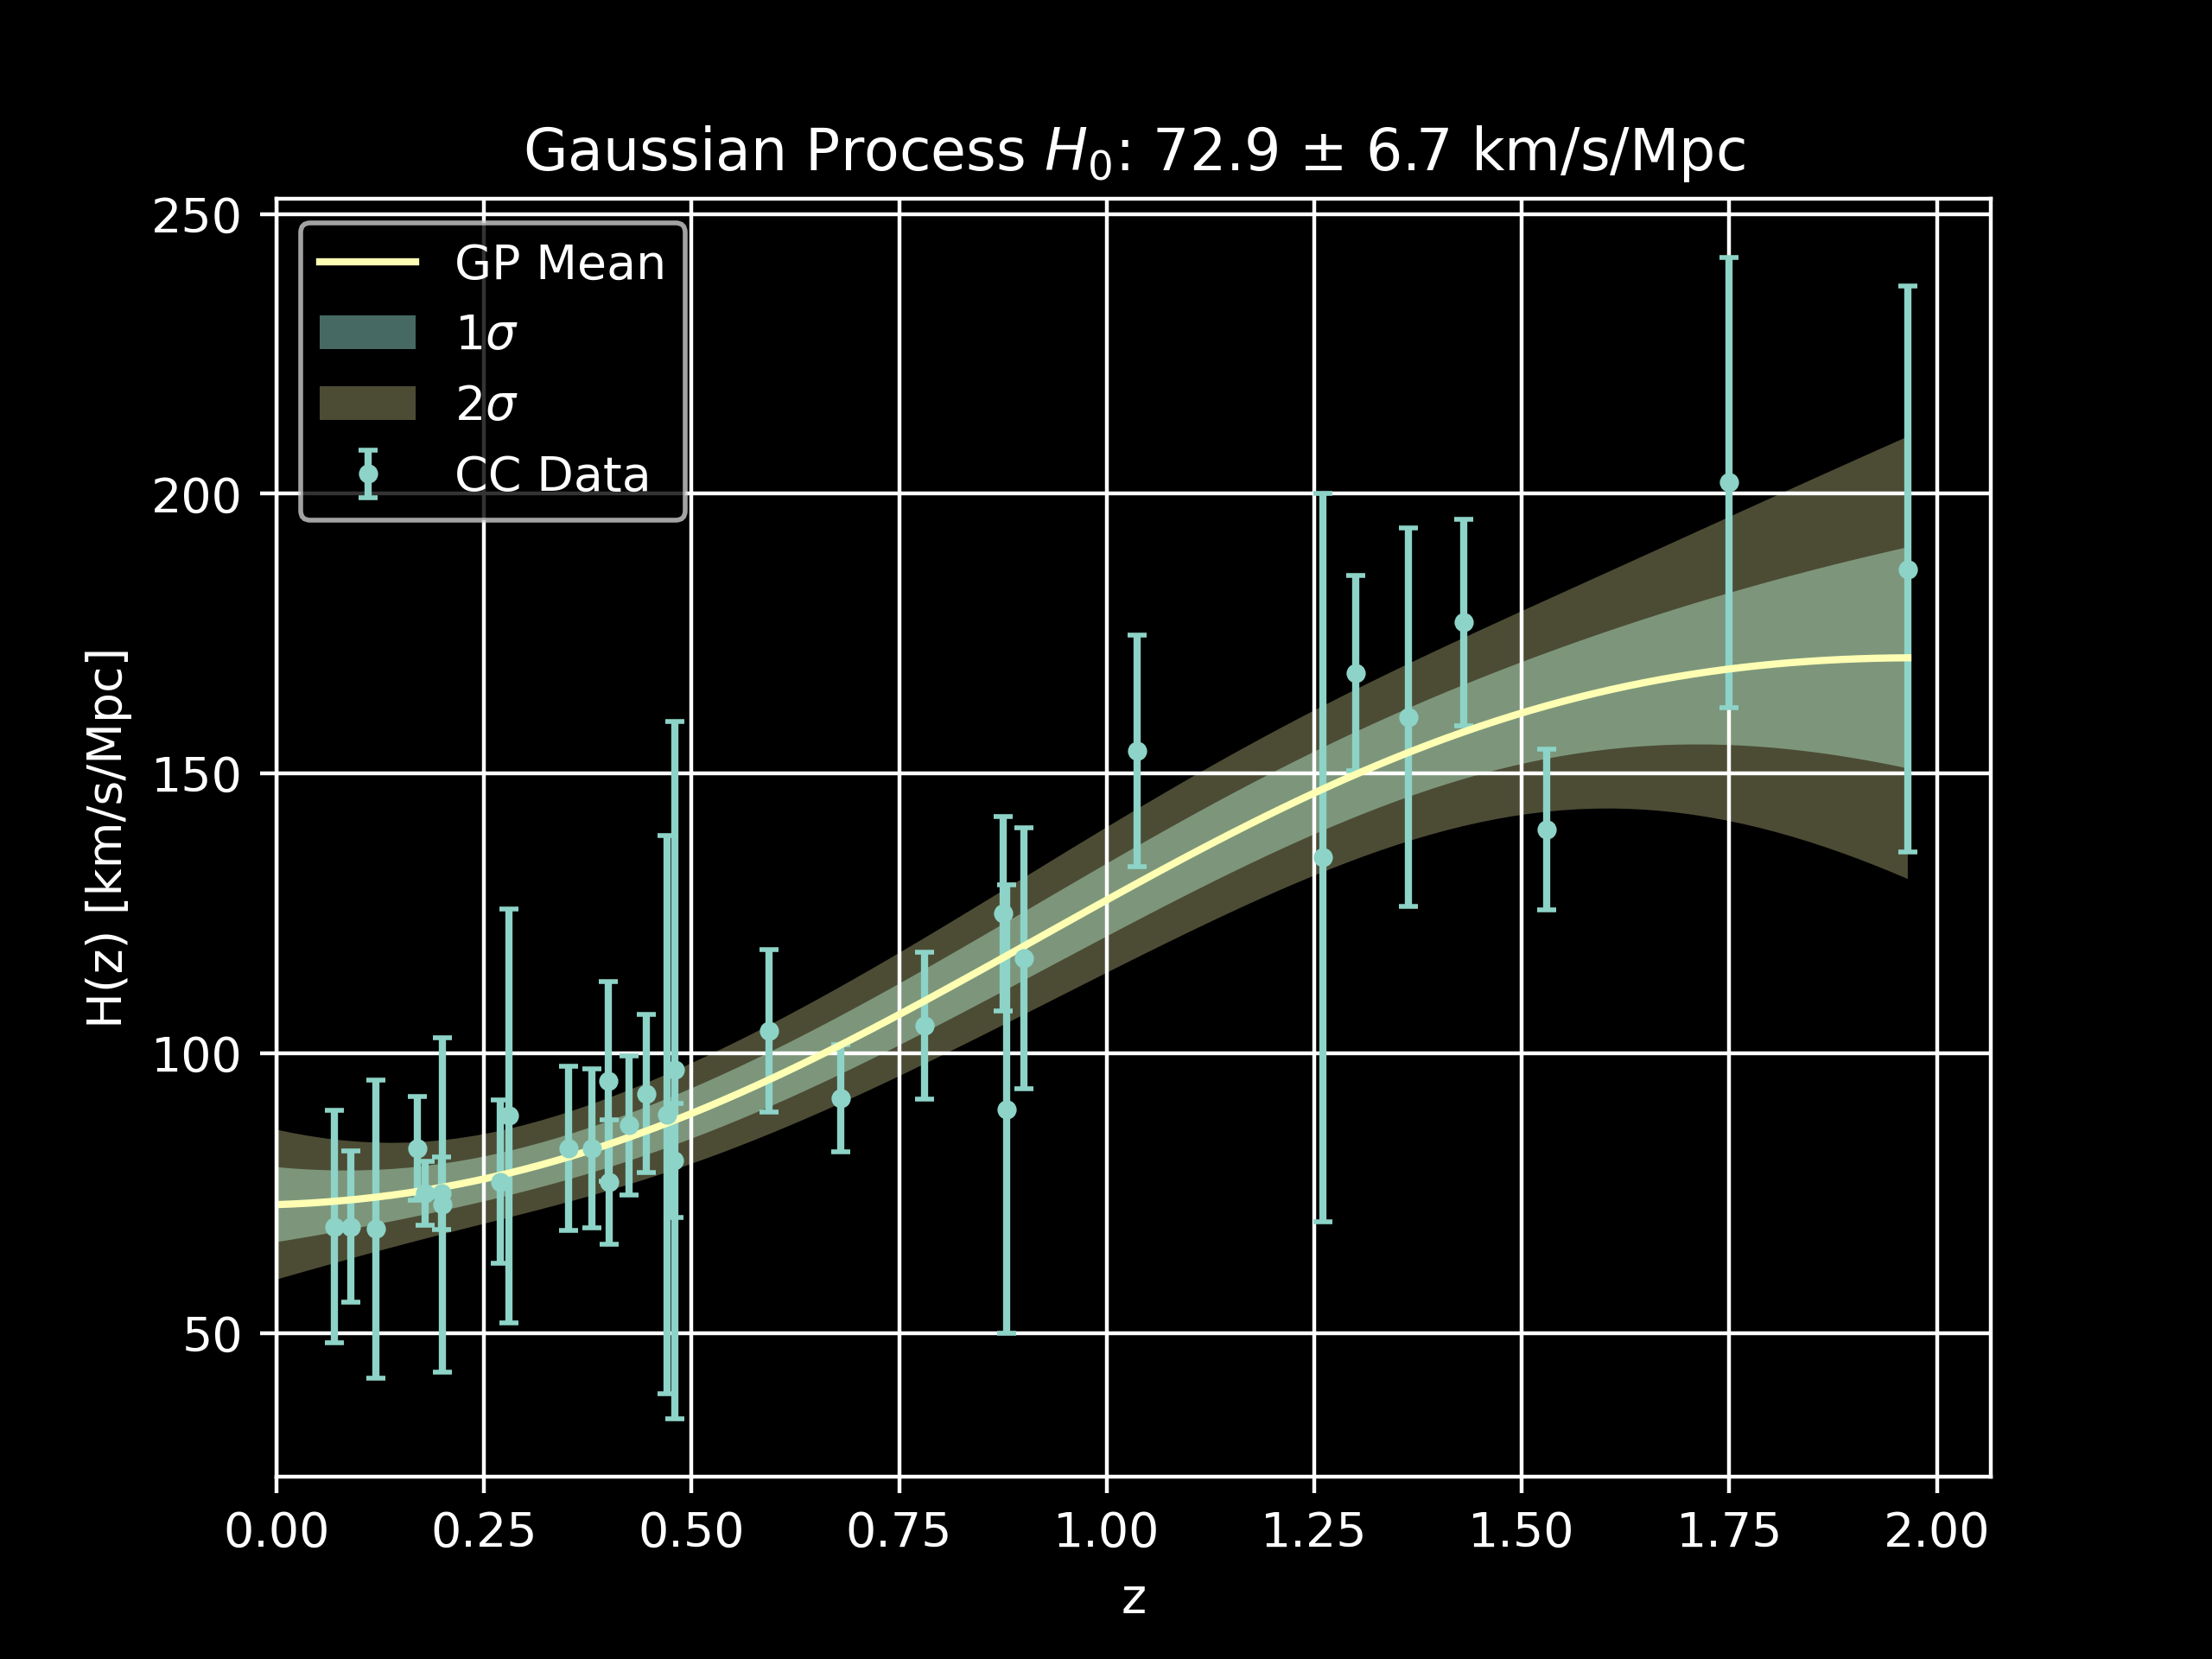 Gaussian Process H₀: 72.9 ± 6.7 km/s/Mpc
250
200
150
100
50
H(z) [km/s/Mpc]
GP Mean
1σ
2σ
CC Data
0.00 0.25 0.50 0.75 1.00 1.25 1.50 1.75 2.00
z